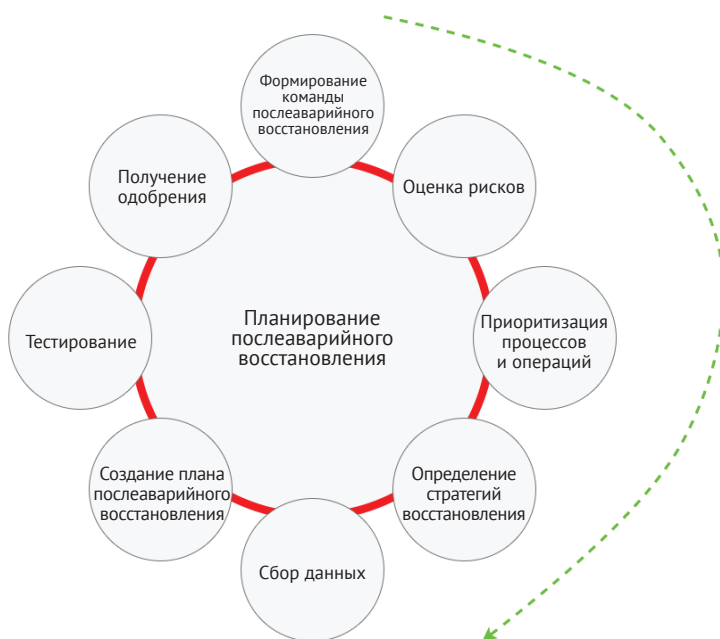 Формирование
команды
послеаварийного
восстановления
Оценка рисков
Приоритизация
процессов
и операций
Определение
стратегий
восстановления
Сбор данных
Создание плана
послеаварийного
восстановления
Тестирование
Получение
одобрения
Планирование
послеаварийного
восстановления